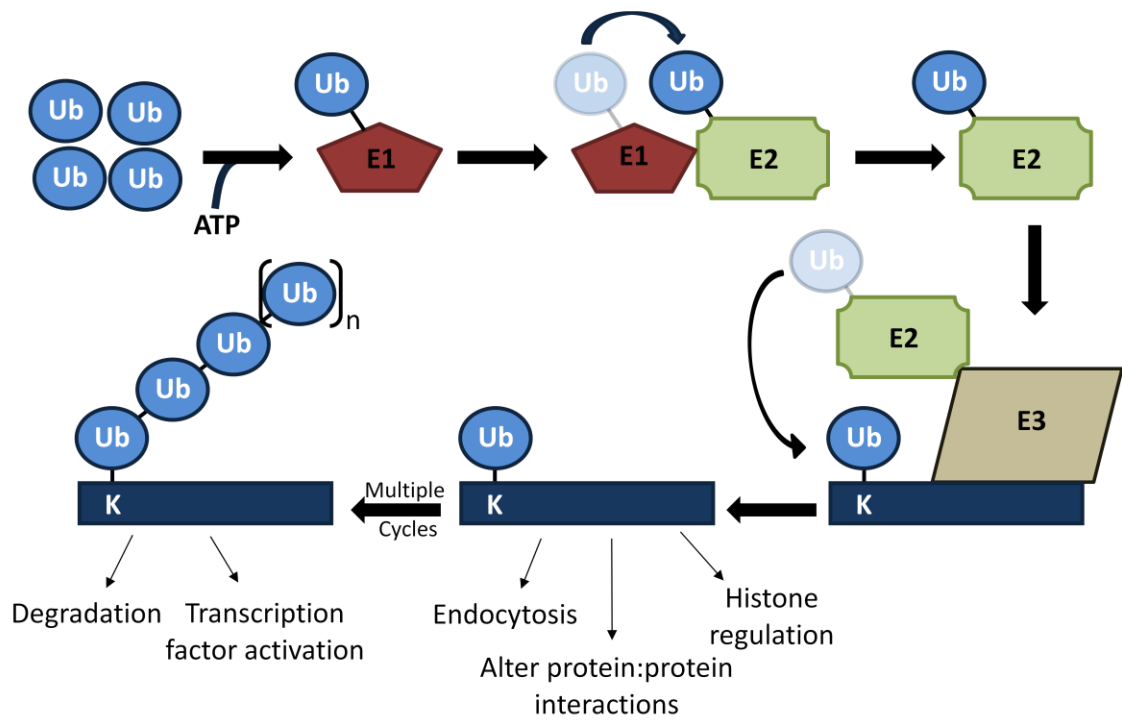 Ub
Ub
Ub
Ub
ATP
Ub
E1
Ub
Ub
E1
E2
Ub
E2
Ub
E2
E3
Ub
K
Ub
K
Multiple
Cycles
Ub
n
Ub
Ub
Ub
K
Degradation
Transcription
factor activation
Endocytosis
Alter protein:protein
interactions
Histone
regulation